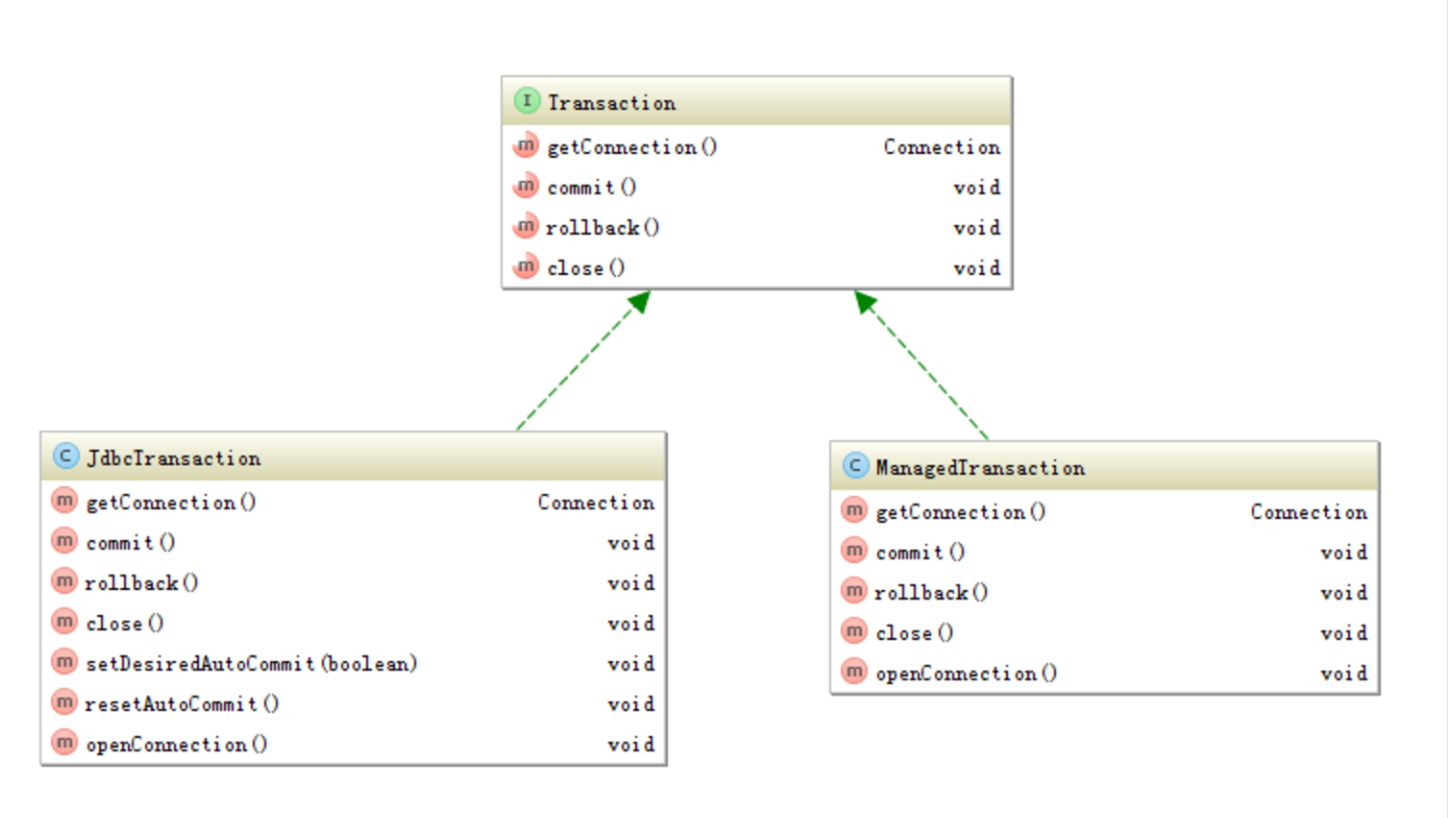 I Transaction
m getConnection() Connection
m commit() void
m rollback() void
m close() void
C JdbcTransaction
m getConnection() Connection
m commit() void
m rollback() void
m close() void
m setDesiredAutoCommit(boolean) void
m resetAutoCommit() void
m openConnection() void
C ManagedTransaction
m getConnection() Connection
m commit() void
m rollback() void
m close() void
m openConnection() void